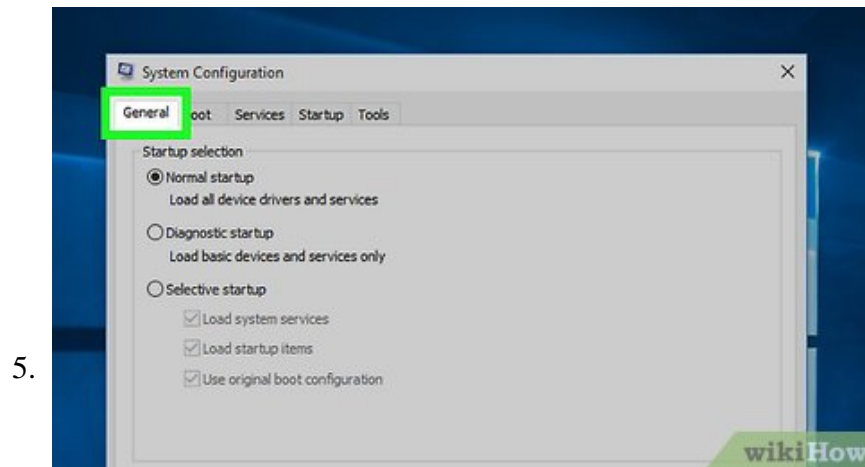 System Configuration
General oot Services Startup Tools
Startup selection
Normal startup
Load all device drivers and services
Diagnostic startup
Load basic devices and services only
Selective startup
Load system services
Load startup items
Use original boot configuration
5.
wikiHow